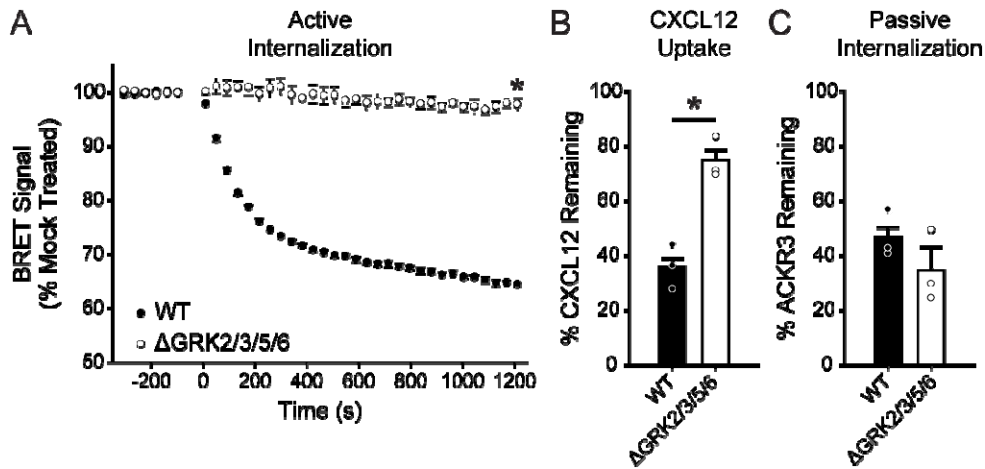 A
Active
Internalization
BRET Signal
(% Mock Treated)
100
90
80
70
60
50
*
WT
ΔGRK2/3/5/6
-200
0
200
400
600
800
1000
1200
Time (s)
B
CXCL12
Uptake
% CXCL12 Remaining
100
80
60
40
20
0
*
WT
ΔGRK2/3/5/6
C
Passive
Internalization
% ACKR3 Remaining
100
80
60
40
20
0
WT
ΔGRK2/3/5/6